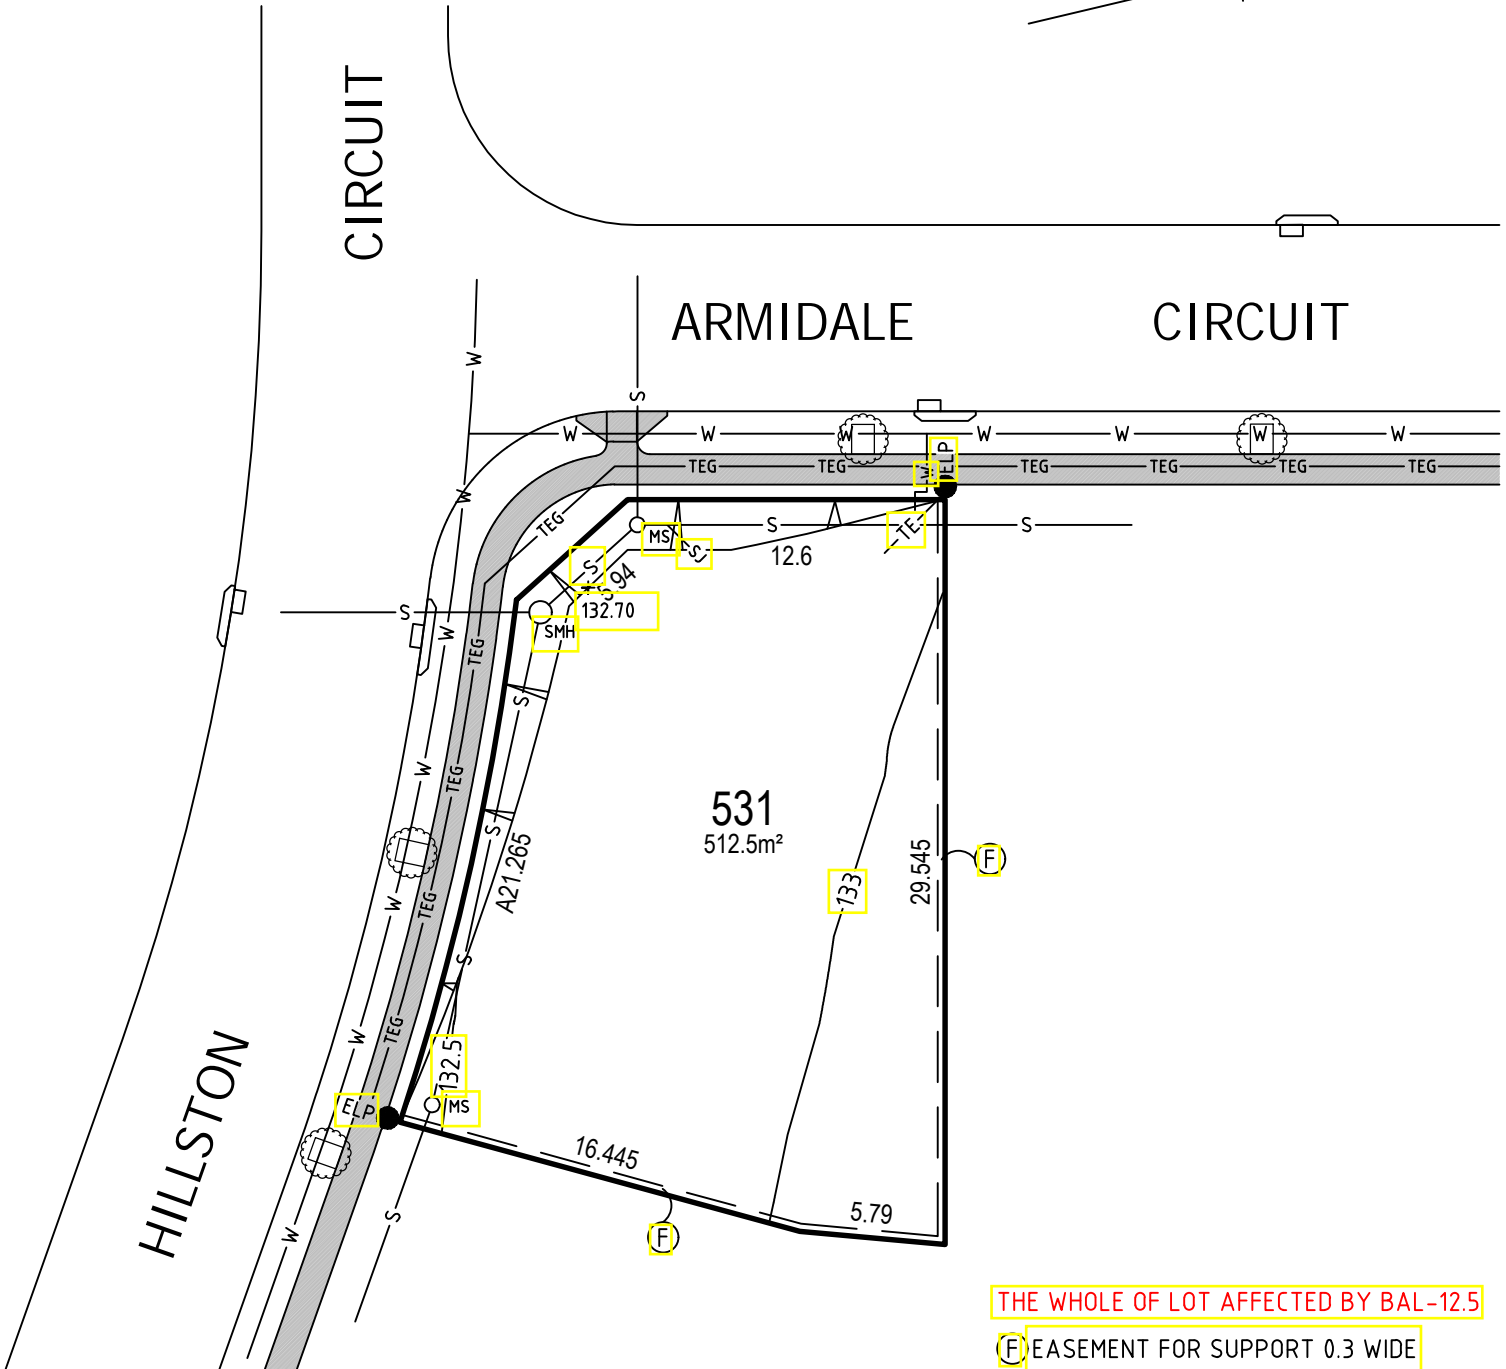 CIRCUIT
ARMIDALE CIRCUIT
W
S
W W W W W W W
ELP
TEG TEG W TEG TEG TEG TEG
W
TEG
MS S TE S
SJ
12.6
S
5.94
132.70
S
SMH
W
TEG
S
W
TEG
531
512.5m²
S
A21.265
29.545
F
133
W
TEG
S
W
TEG
132.5
MS
ELP
HILLSTON
16.445
5.79
S
W
F
THE WHOLE OF LOT AFFECTED BY BAL-12.5
F EASEMENT FOR SUPPORT 0.3 WIDE